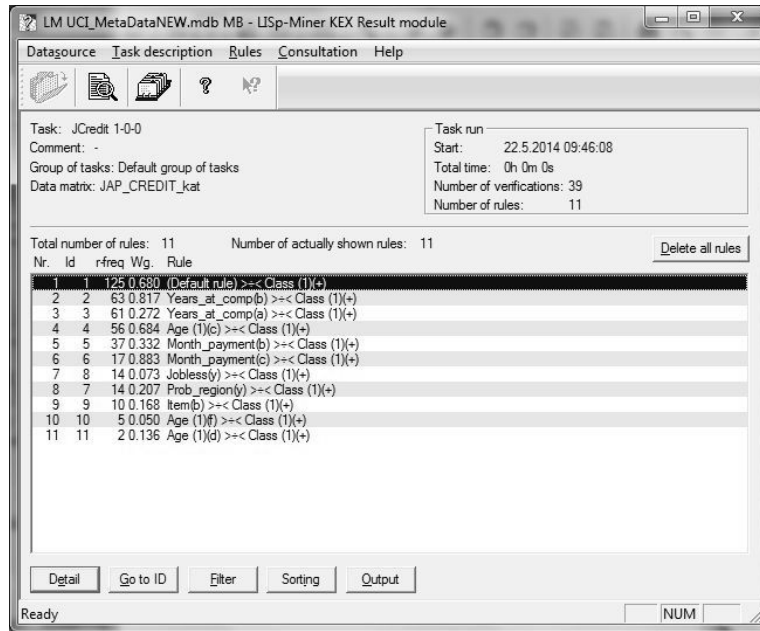 LM UCI_MetaDataNEW.mdb MB - LISp-Miner KEX Result module
Datasource Task description Rules Consultation Help
Task: JCredit 1-0-0
Comment: -
Group of tasks: Default group of tasks
Data matrix: JAP_CREDIT_kat
Task run
Start: 22.5.2014 09:46:08
Total time: 0h 0m 0s
Number of verifications: 39
Number of rules: 11
Total number of rules: 11 Number of actually shown rules: 11 Delete all rules
Nr. Id r-freq Wg. Rule
1 1 125 0.680 (Default rule) >÷< Class (1)(+)
2 2 63 0.817 Years_at_comp(b) >÷< Class (1)(+)
3 3 61 0.272 Years_at_comp(a) >÷< Class (1)(+)
4 4 56 0.684 Age (1)(c) >÷< Class (1)(+)
5 5 37 0.332 Month_payment(b) >÷< Class (1)(+)
6 6 17 0.883 Month_payment(c) >÷< Class (1)(+)
7 8 14 0.073 Jobless(y) >÷< Class (1)(+)
8 7 14 0.207 Prob_region(y) >÷< Class (1)(+)
9 9 10 0.168 Item(b) >÷< Class (1)(+)
10 10 5 0.050 Age (1)(f) >÷< Class (1)(+)
11 11 2 0.136 Age (1)(d) >÷< Class (1)(+)
Detail Go to ID Filter Sorting Output
Ready NUM